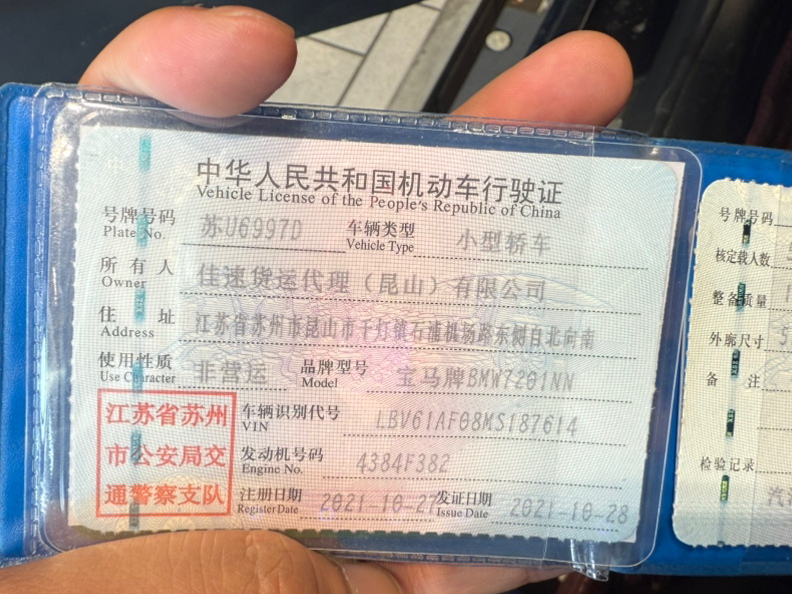 中华人民共和国机动车行驶证
Vehicle License of the People's Republic of China
号牌号码 苏U6997D 车辆类型 小型轿车
Plate No. Vehicle Type
所有人 佳速货运代理（昆山）有限公司
Owner
住址 江苏省苏州市昆山市千灯镇石浦机场路东侧自北向南
Address
使用性质 非营运 品牌型号 宝马牌BMW7201NN
Use Character Model
江苏省苏州
市公安局交
通警察支队
车辆识别代号 LBV61AF08MS187614
VIN
发动机号码 4384F382
Engine No.
注册日期 2021-10-27 发证日期 2021-10-28
Register Date Issue Date
号牌号码
核定载人数
整备质量
外廓尺寸
备注
检验记录